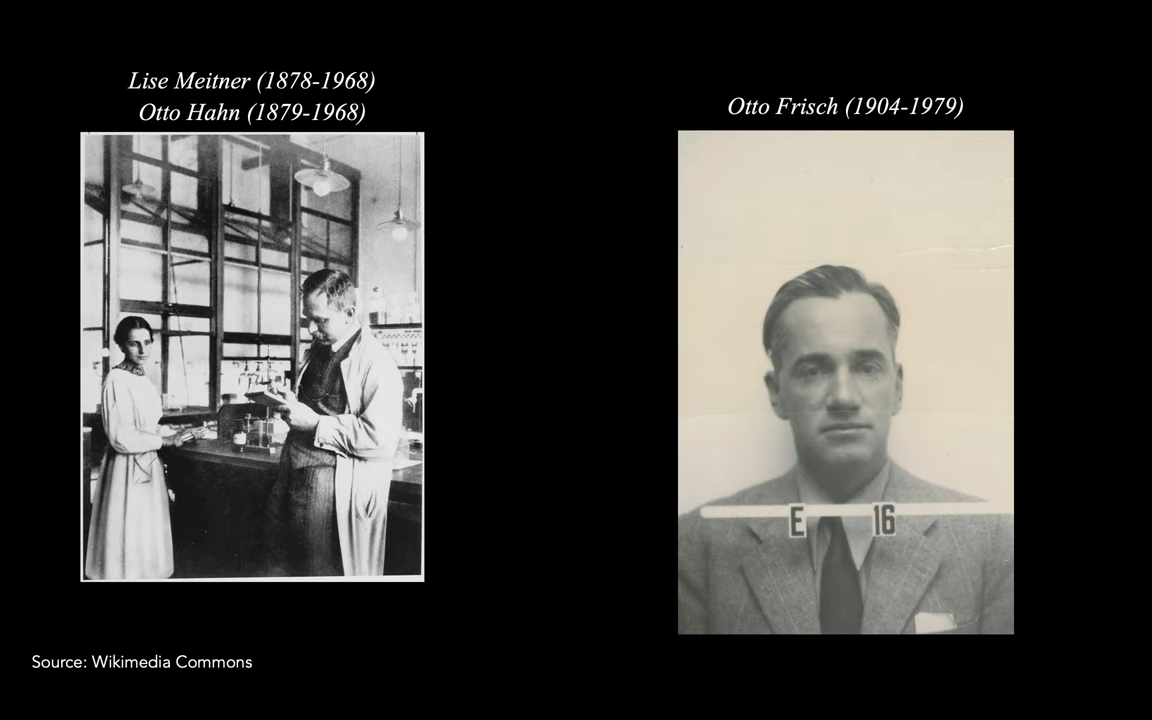 Lise Meitner (1878-1968)
Otto Hahn (1879-1968)
Otto Frisch (1904-1979)
E 16
Source: Wikimedia Commons